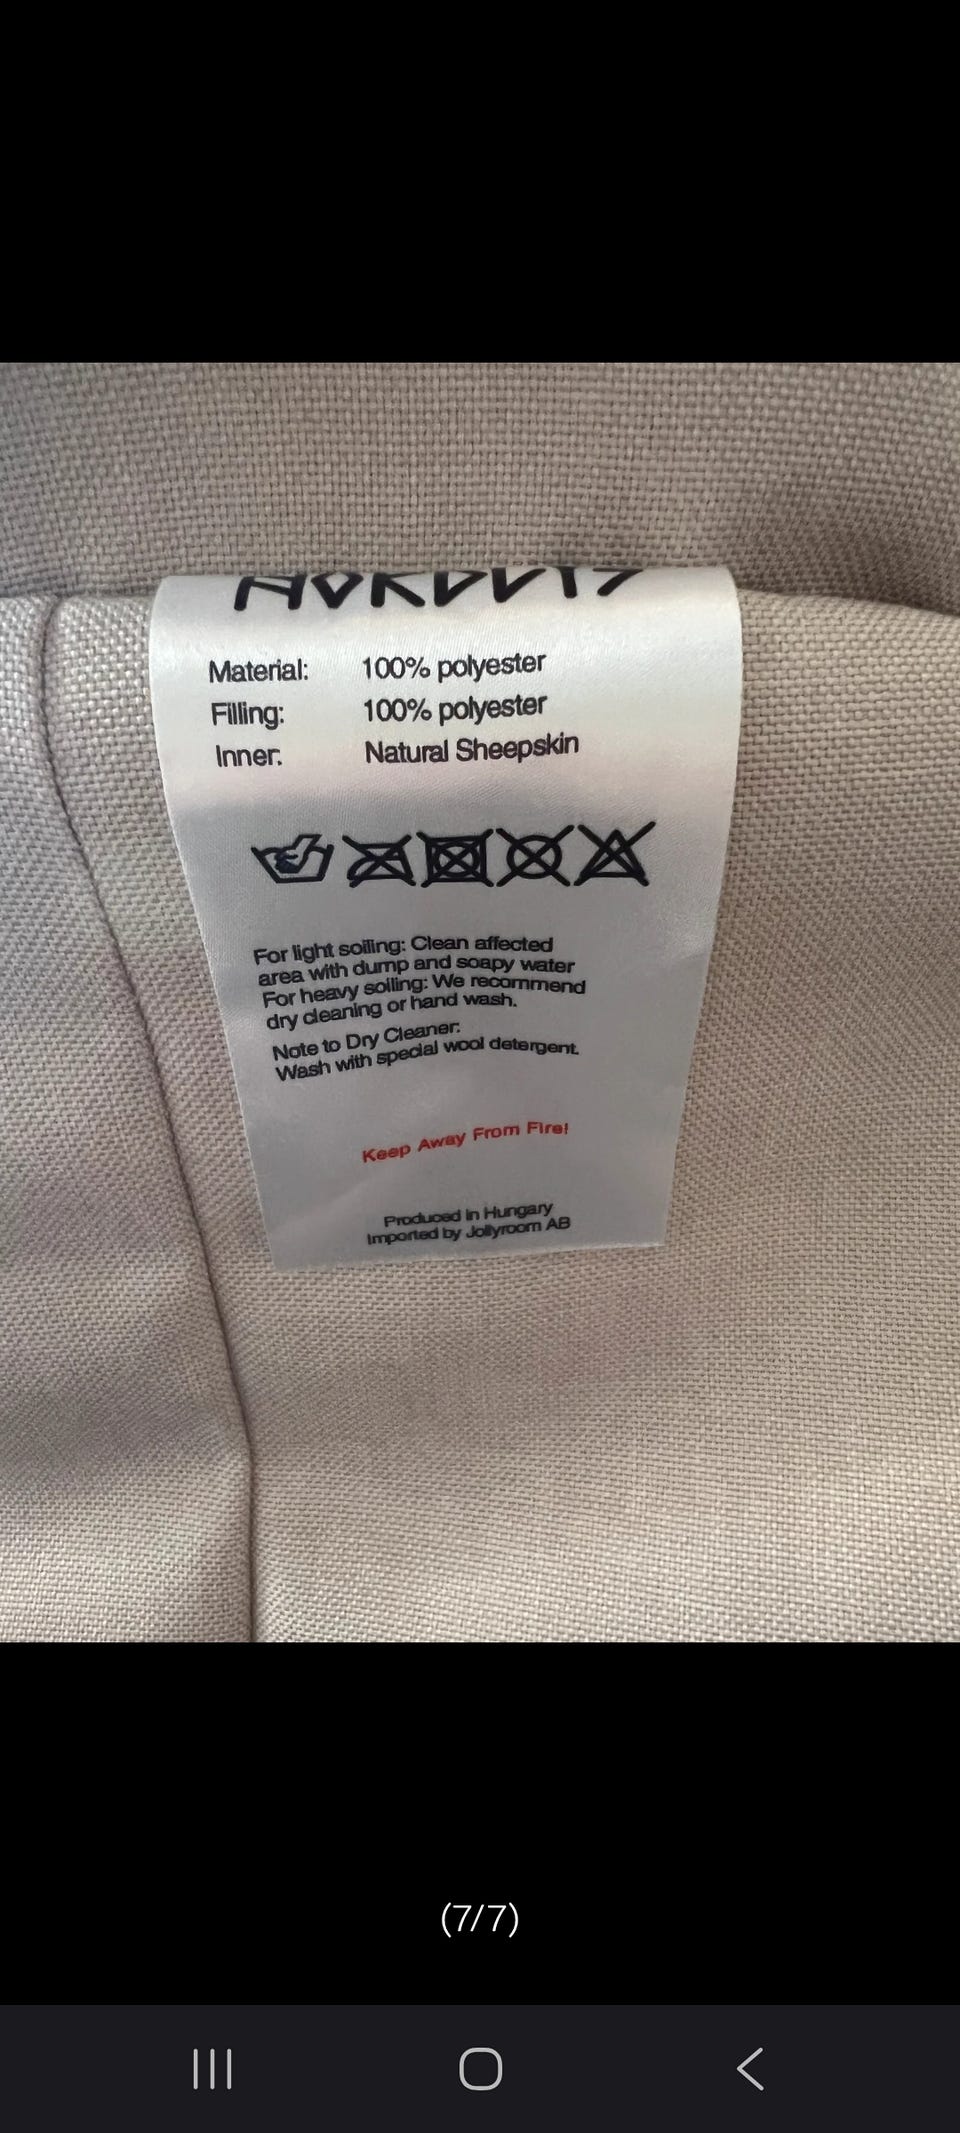 Material: 100% polyester
Filling: 100% polyester
Inner: Natural Sheepskin
For light soiling: Clean affected
area with dump and soapy water
For heavy soiling: We recommend
dry cleaning or hand wash.
Note to Dry Cleaner:
Wash with special wool detergent.
Keep Away From Fire!
Produced in Hungary
Imported by Jollyroom AB
(7/7)